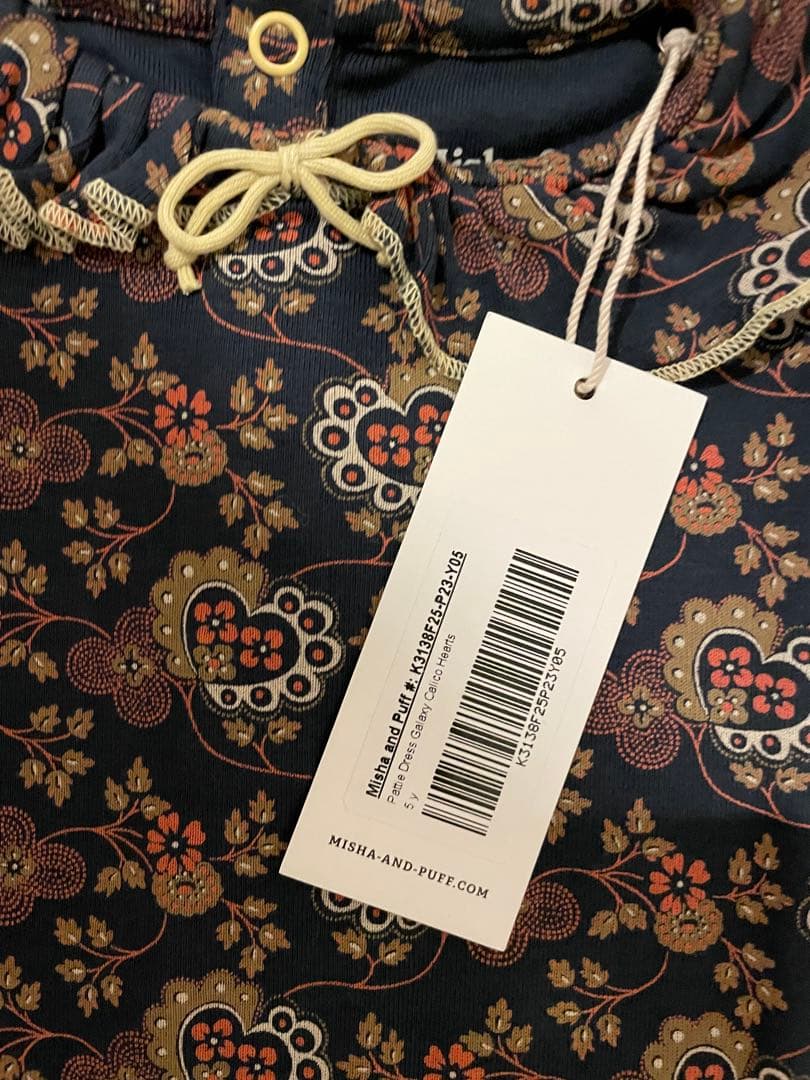 Misha and Puff #: K3138F25-P23-Y05
Pattie Dress Galaxy Calico Hearts
5 y
K3138F25P23Y05
MISHA-AND-PUFF.COM